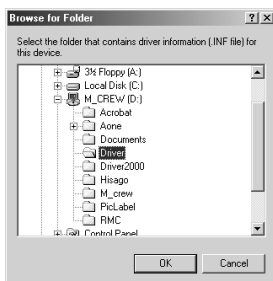 Browse for Folder
Select the folder that contains driver information (.INF file) for
this device.
3½ Floppy (A:)
Local Disk (C:)
M_CREW (D:)
Acrobat
Aone
Documents
Driver
Driver2000
Hisago
M_crew
PicLabel
RMC
Control Panel
OK
Cancel